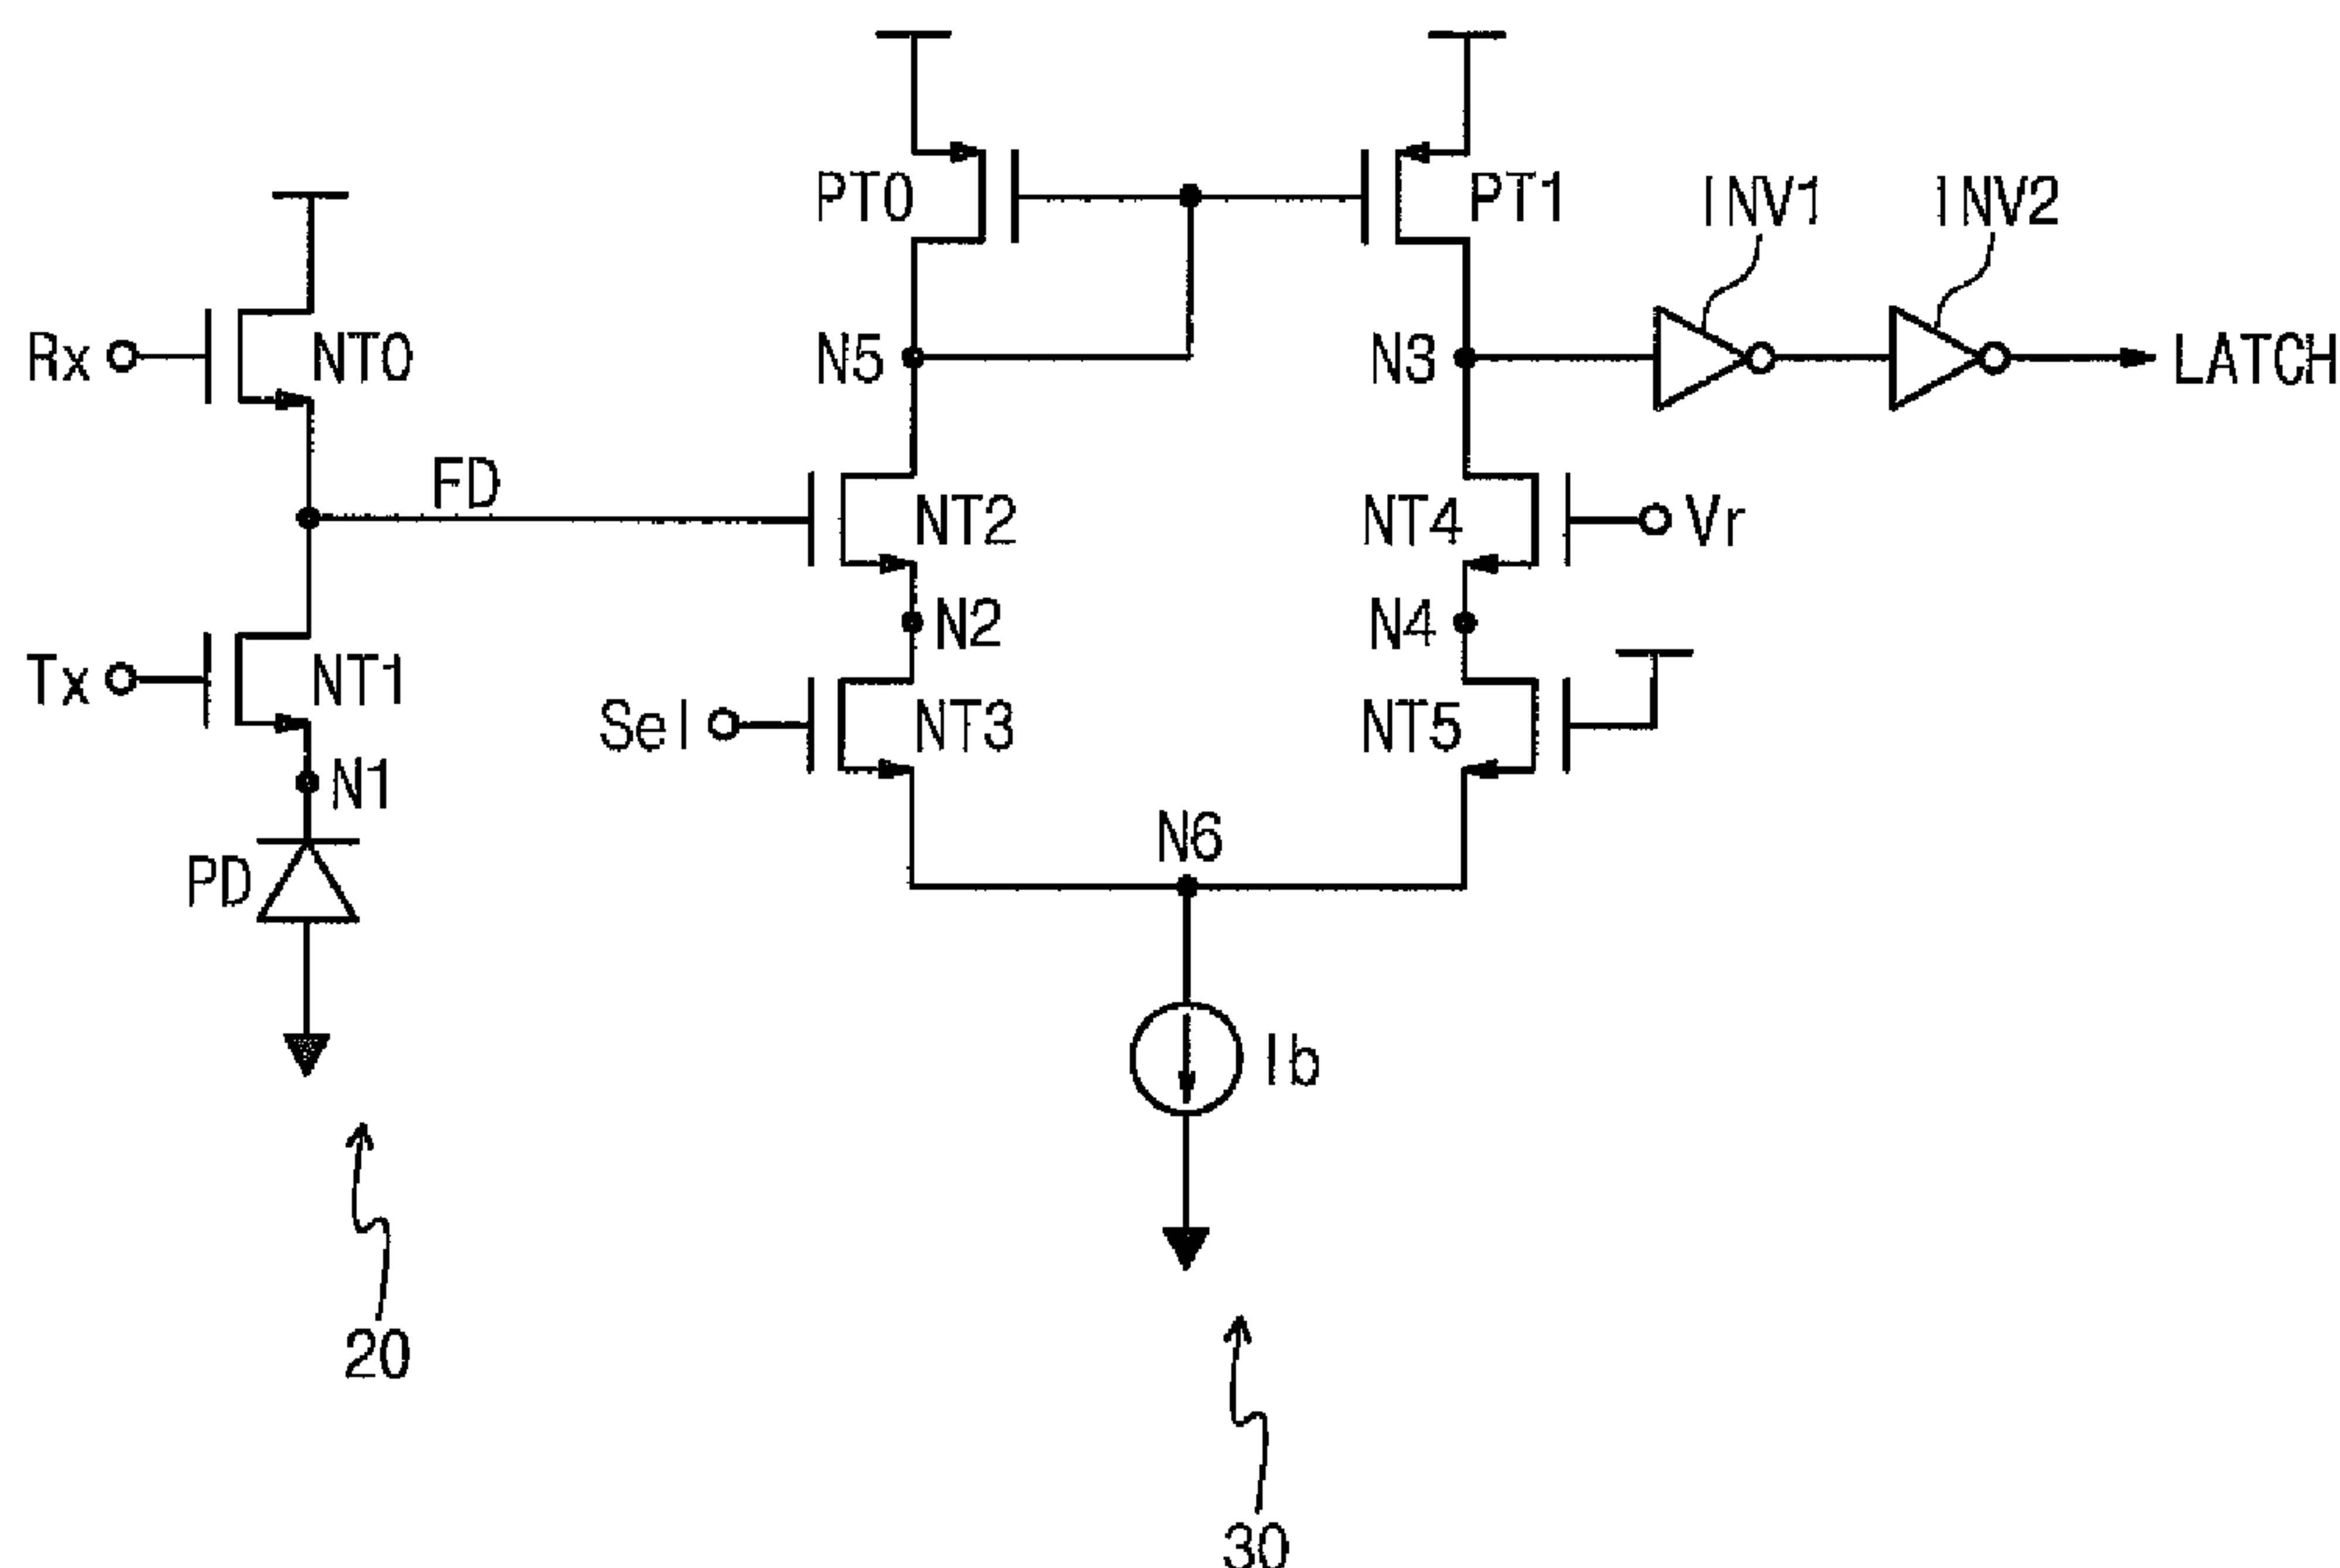 PT0
PT1
INV1
INV2
Rx
NT0
N5
N3
LATCH
FD
NT2
NT4
Vr
N2
N4
Tx
NT1
Sel
NT3
NT5
N1
PD
N6
Ib
20
30